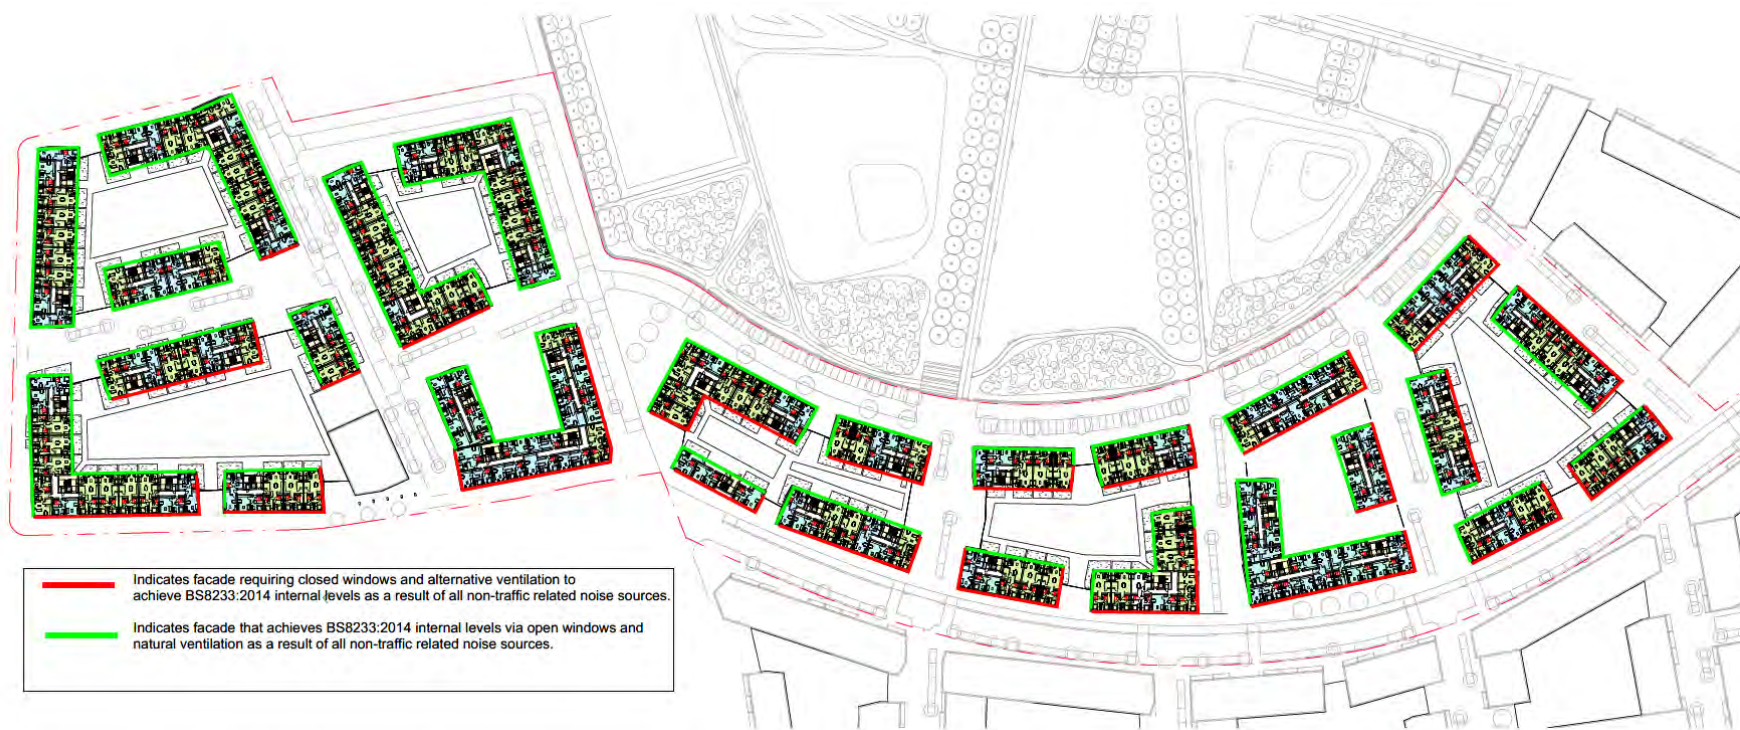 Indicates facade requiring closed windows and alternative ventilation to
achieve BS8233:2014 internal levels as a result of all non-traffic related noise sources.
Indicates facade that achieves BS8233:2014 internal levels via open windows and
natural ventilation as a result of all non-traffic related noise sources.